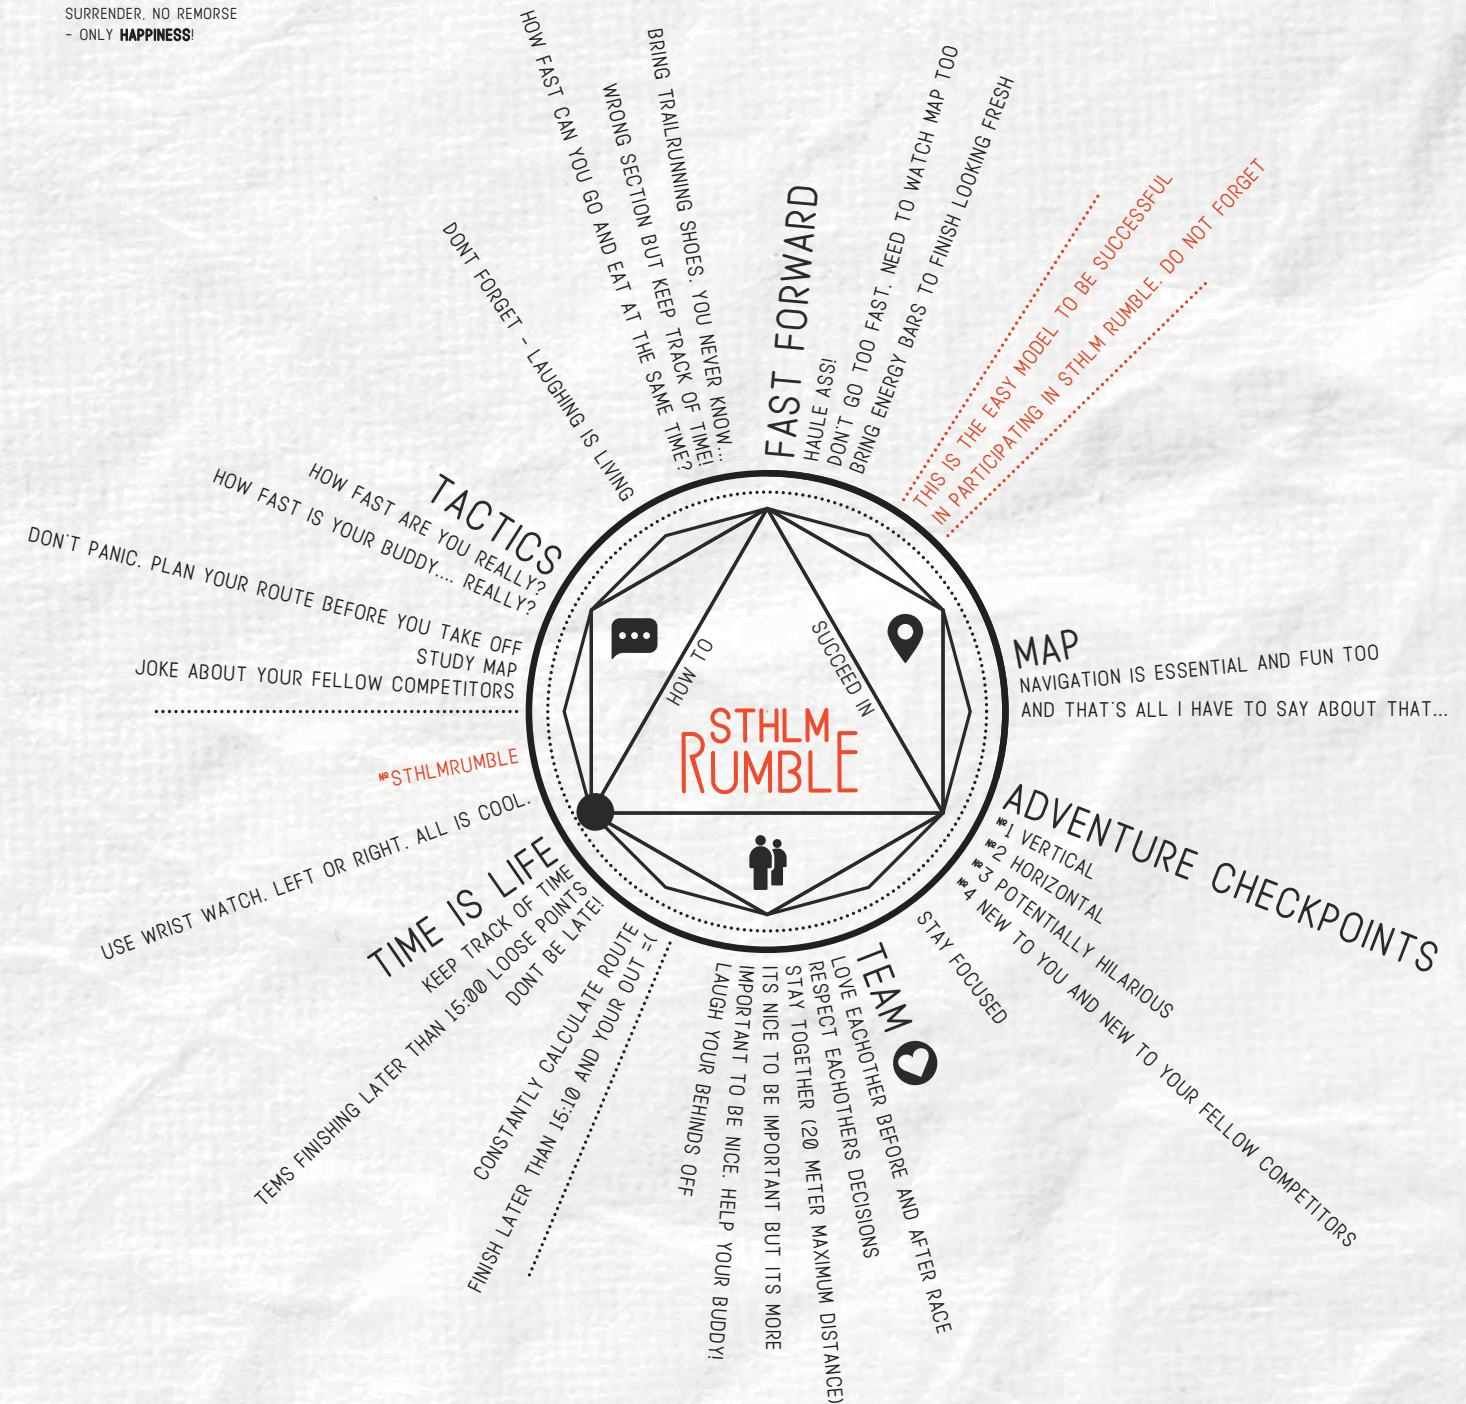 SURRENDER, NO REMORSE
- ONLY HAPPINESS!
HOW FAST CAN YOU GO AND EAT AT THE SAME TIME?
WRONG SECTION BUT KEEP TRACK OF TIME!
BRING TRAILRUNNING SHOES. YOU NEVER KNOW...
FAST FORWARD
HAULE ASS!
DON'T GO TOO FAST. NEED TO WATCH MAP TOO
BRING ENERGY BARS TO FINISH LOOKING FRESH
THIS IS THE EASY MODEL TO BE SUCCESSFUL
IN PARTICIPATING IN STHLM RUMBLE. DO NOT FORGET
MAP
NAVIGATION IS ESSENTIAL AND FUN TOO
AND THAT'S ALL I HAVE TO SAY ABOUT THAT...
ADVENTURE CHECKPOINTS
Nº1 VERTICAL
Nº2 HORIZONTAL
Nº3 POTENTIALLY HILARIOUS
Nº4 NEW TO YOU AND NEW TO YOUR FELLOW COMPETITORS
STAY FOCUSED
TEAM
LOVE EACHOTHER BEFORE AND AFTER RACE
RESPECT EACHOTHERS DECISIONS
STAY TOGETHER (20 METER MAXIMUM DISTANCE)
ITS NICE TO BE IMPORTANT BUT ITS MORE
IMPORTANT TO BE NICE. HELP YOUR BUDDY!
LAUGH YOUR BEHINDS OFF
FINISH LATER THAN 15:10 AND YOUR OUT =(
CONSTANTLY CALCULATE ROUTE
DONT BE LATE!
TEMS FINISHING LATER THAN 15:00 LOOSE POINTS
KEEP TRACK OF TIME
TIME IS LIFE
USE WRIST WATCH. LEFT OR RIGHT. ALL IS COOL.
NºSTHLMRUMBLE
JOKE ABOUT YOUR FELLOW COMPETITORS
STUDY MAP
DON'T PANIC. PLAN YOUR ROUTE BEFORE YOU TAKE OFF
HOW FAST IS YOUR BUDDY.... REALLY?
HOW FAST ARE YOU REALLY?
TACTICS
DONT FORGET - LAUGHING IS LIVING
HOW TO
SUCCEED IN
STHLM
RUMBLE